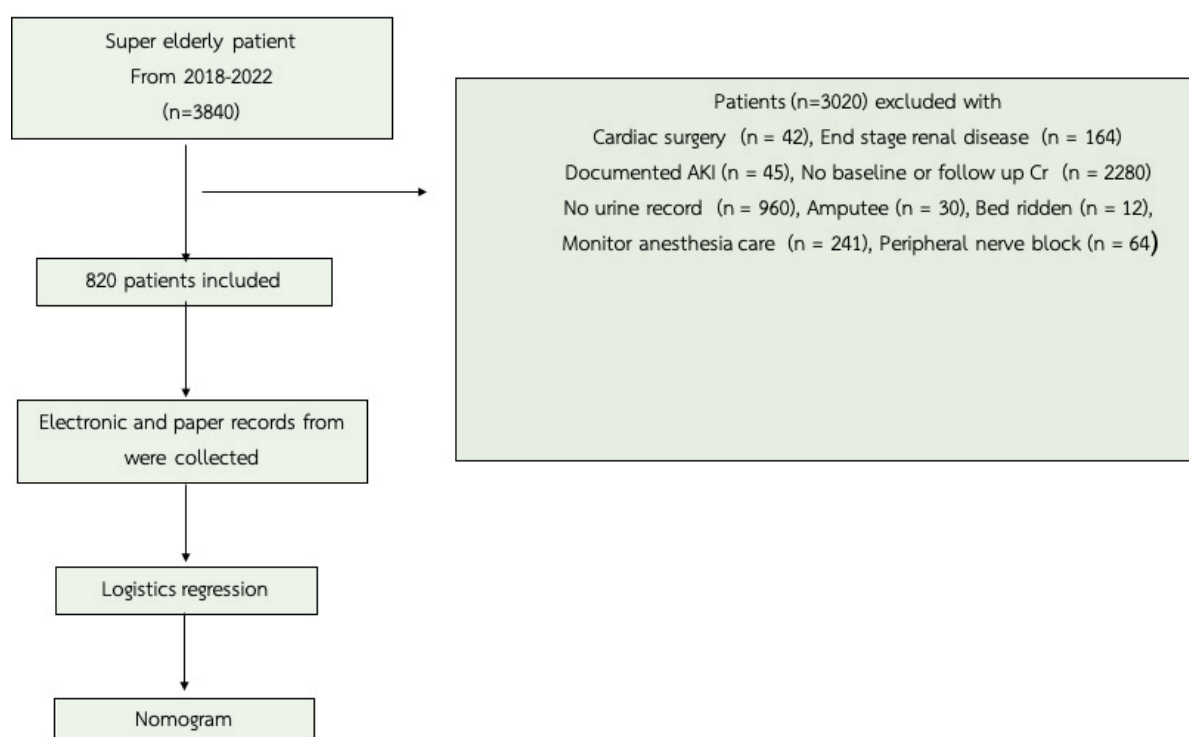 Super elderly patient
From 2018-2022
(n=3840)
Patients (n=3020) excluded with
Cardiac surgery (n = 42), End stage renal disease (n = 164)
Documented AKI (n = 45), No baseline or follow up Cr (n = 2280)
No urine record (n = 960), Amputee (n = 30), Bed ridden (n = 12),
Monitor anesthesia care (n = 241), Peripheral nerve block (n = 64)
820 patients included
Electronic and paper records from
were collected
Logistics regression
Nomogram